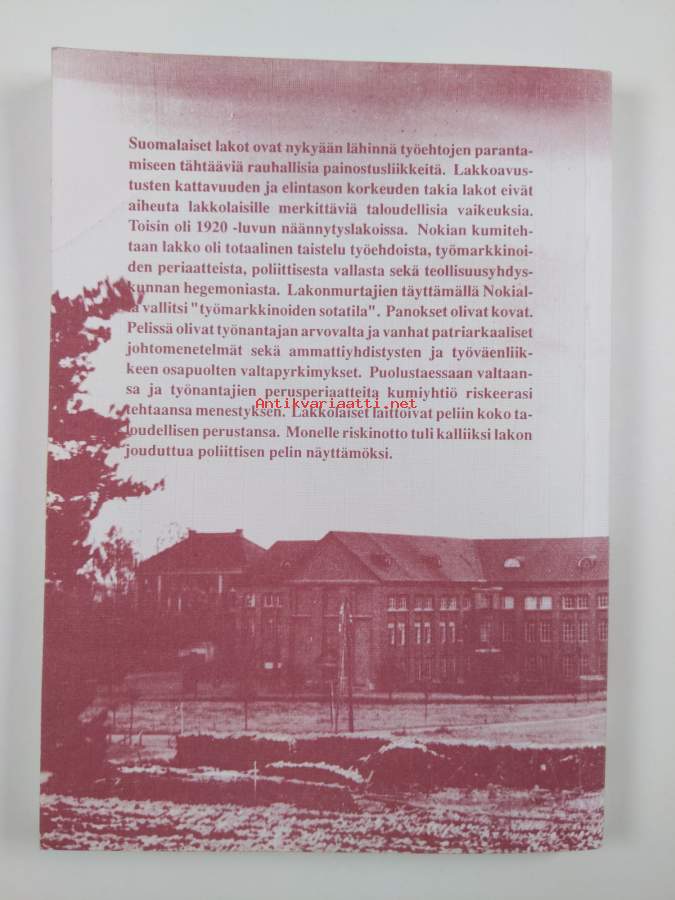 Suomalaiset lakot ovat nykyään lähinnä työehtojen paranta-
miseen tähtääviä rauhallisia painostusliikkeitä. Lakkoavus-
tusten kattavuuden ja elintason korkeuden takia lakot eivät
aiheuta lakkolaisille merkittäviä taloudellisia vaikeuksia.
Toisin oli 1920 -luvun näännytyslakoissa. Nokian kumiteh-
taan lakko oli totaalinen taistelu työehdoista, työmarkkinoi-
den periaatteista, poliittisesta vallasta sekä teollisuusyhdys-
kunnan hegemoniasta. Lakonmurtajien täyttämällä Nokial-
la vallitsi "työmarkkinoiden sotatila". Panokset olivat kovat.
Pelissä olivat työnantajan arvovalta ja vanhat patriarkaaliset
johtomenetelmät sekä ammattiyhdistysten ja työväenliik-
keen osapuolten valtapyrkimykset. Puolustaessaan valtaan-
sa ja työnantajien perusperiaatteita kumiyhtiö riskeerasi
tehtaansa menestyksen. Lakkolaiset laittoivat peliin koko ta-
loudellisen perustansa. Monelle riskinotto tuli kalliiksi lakon
jouduttua poliittisen pelin näyttämöksi.
Antikvariaatti.net